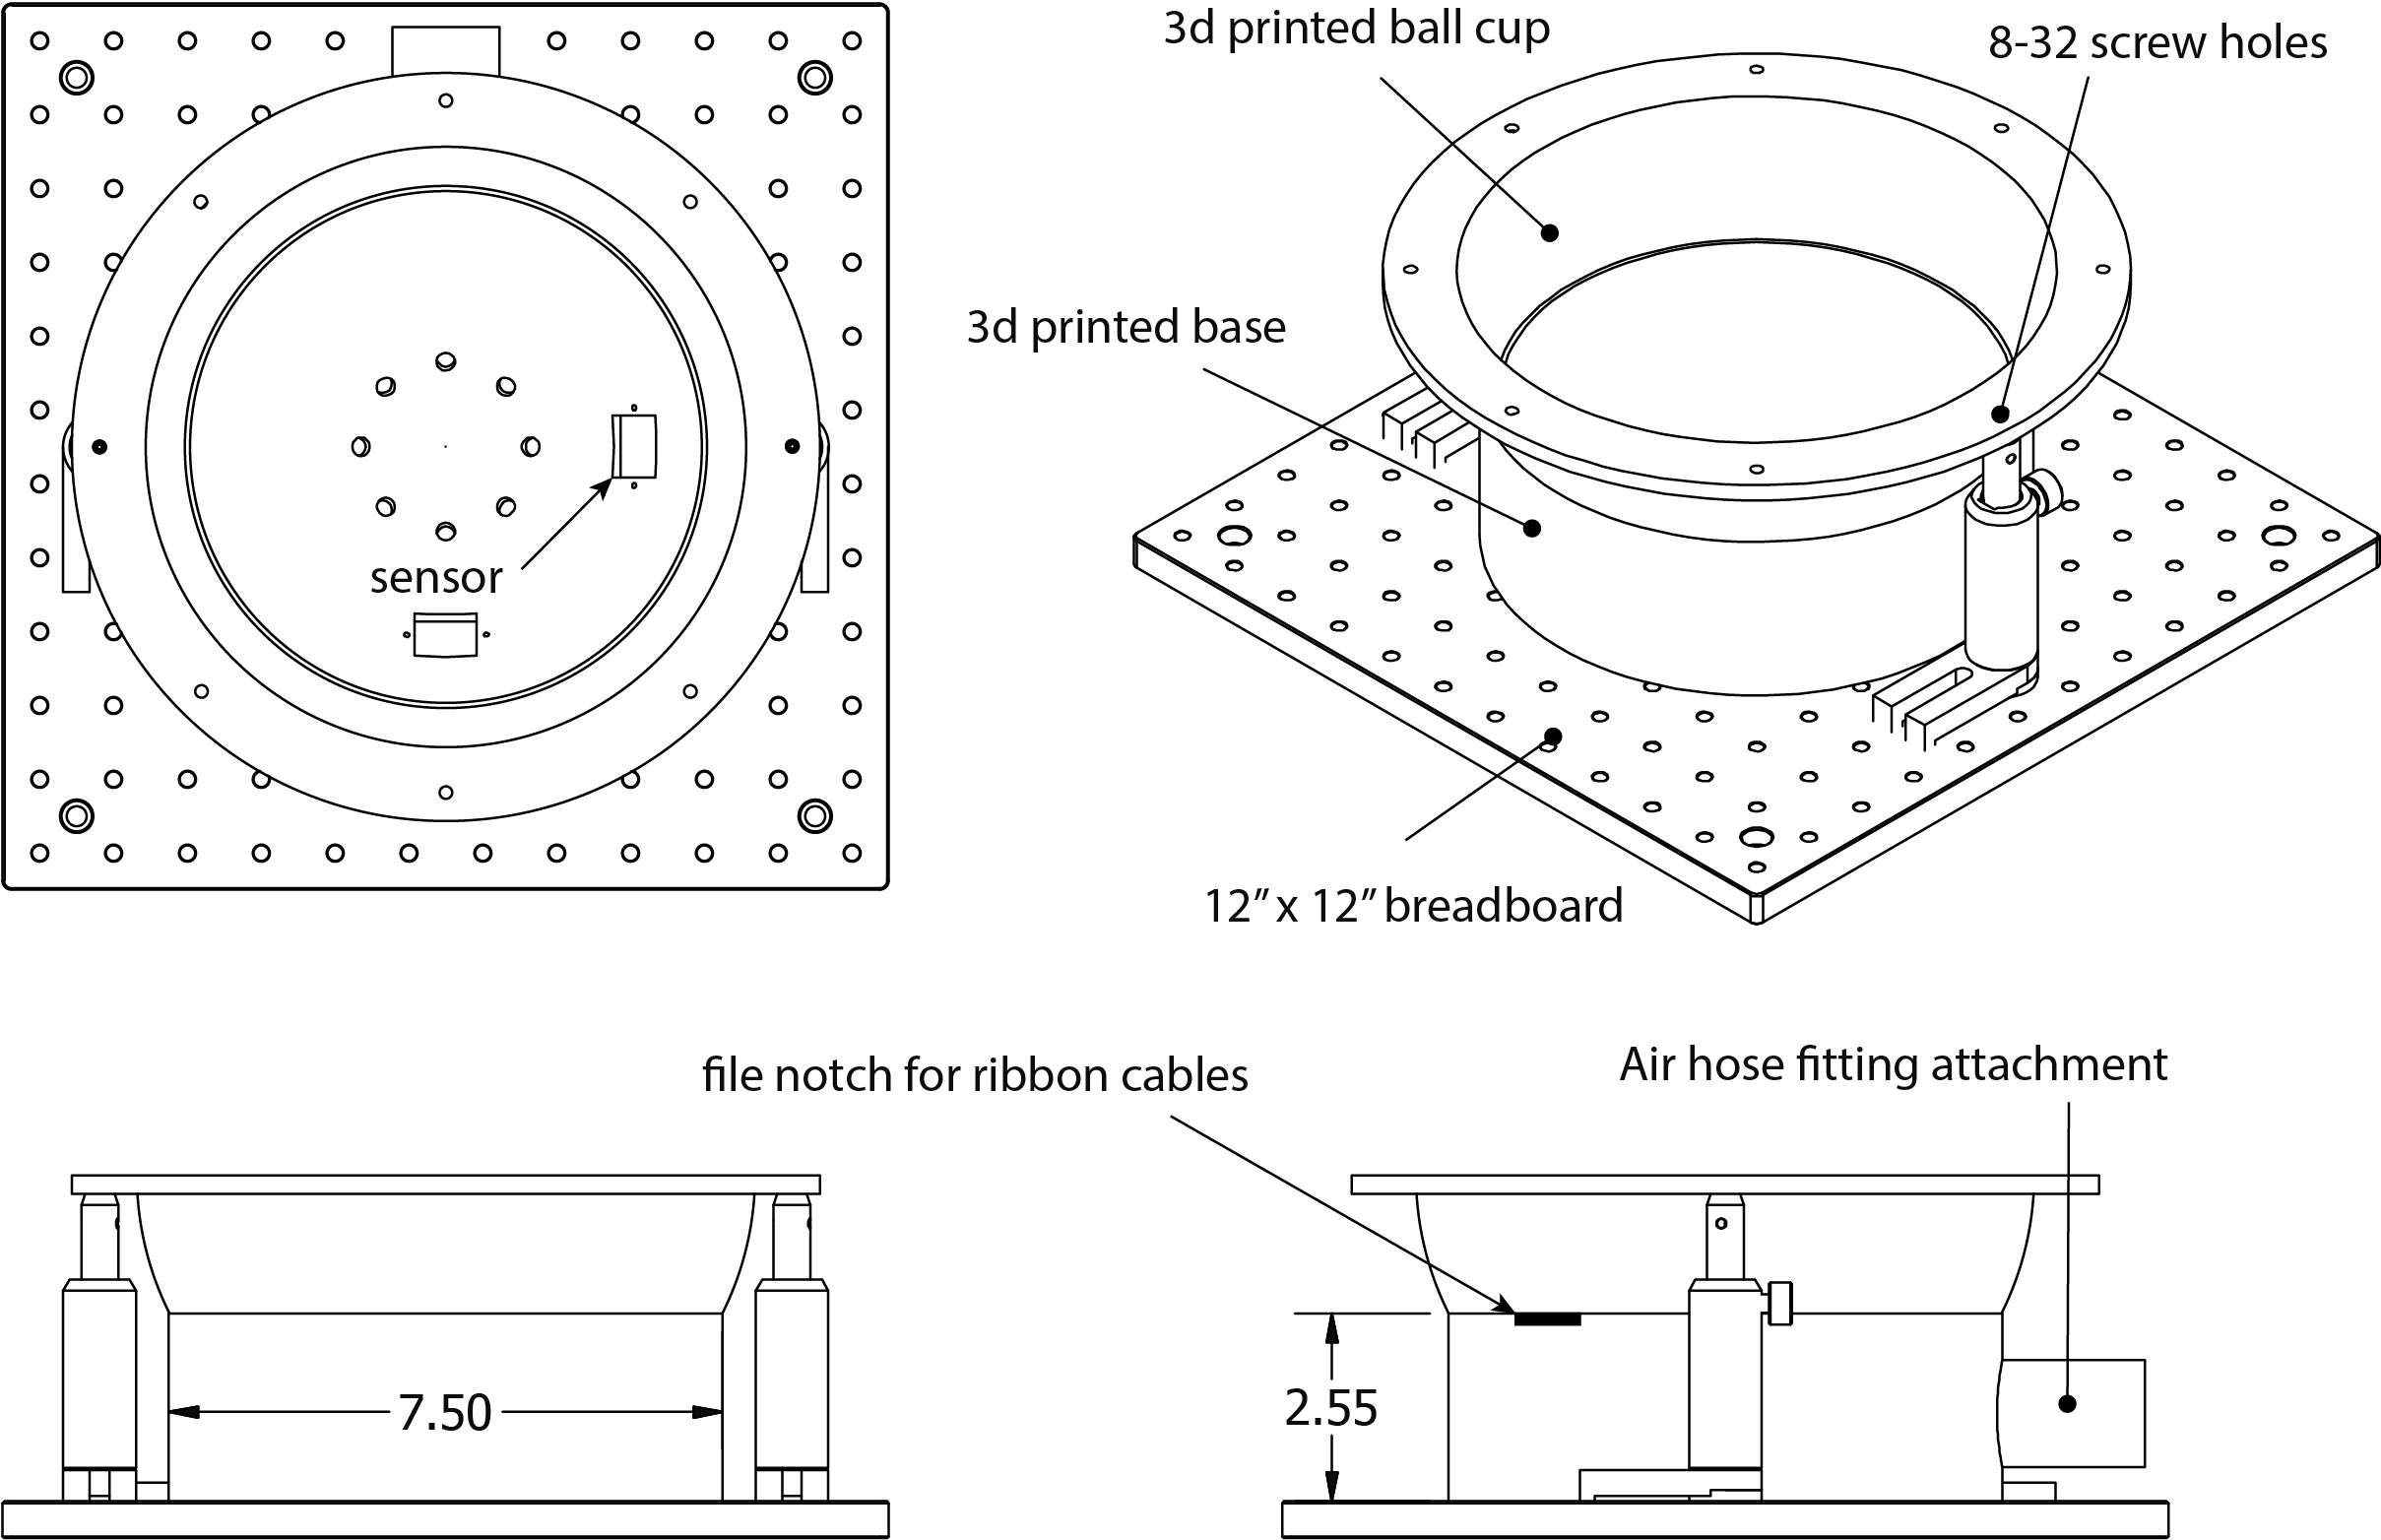 3d printed ball cup
8-32 screw holes
3d printed base
sensor
12” x 12” breadboard
file notch for ribbon cables
Air hose fitting attachment
7.50
2.55